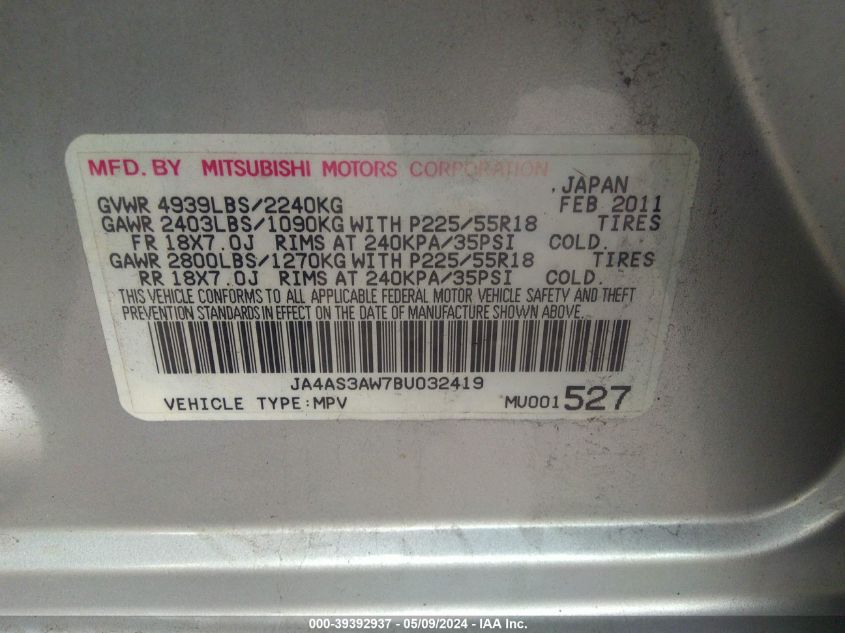 MFD. BY MITSUBISHI MOTORS CORPORATION
, JAPAN
GVWR 4939LBS/2240KG FEB 2011
GAWR 2403LBS/1090KG WITH P225/55R18 TIRES
FR 18X7.0J RIMS AT 240KPA/35PSI COLD.
GAWR 2800LBS/1270KG WITH P225/55R18 TIRES
RR 18X7.0J RIMS AT 240KPA/35PSI COLD.
THIS VEHICLE CONFORMS TO ALL APPLICABLE FEDERAL MOTOR VEHICLE SAFETY AND THEFT
PREVENTION STANDARDS IN EFFECT ON THE DATE OF MANUFACTURE SHOWN ABOVE.
JA4AS3AW7BU032419
VEHICLE TYPE:MPV MU001 527
000-39392937 - 05/09/2024 - IAA Inc.